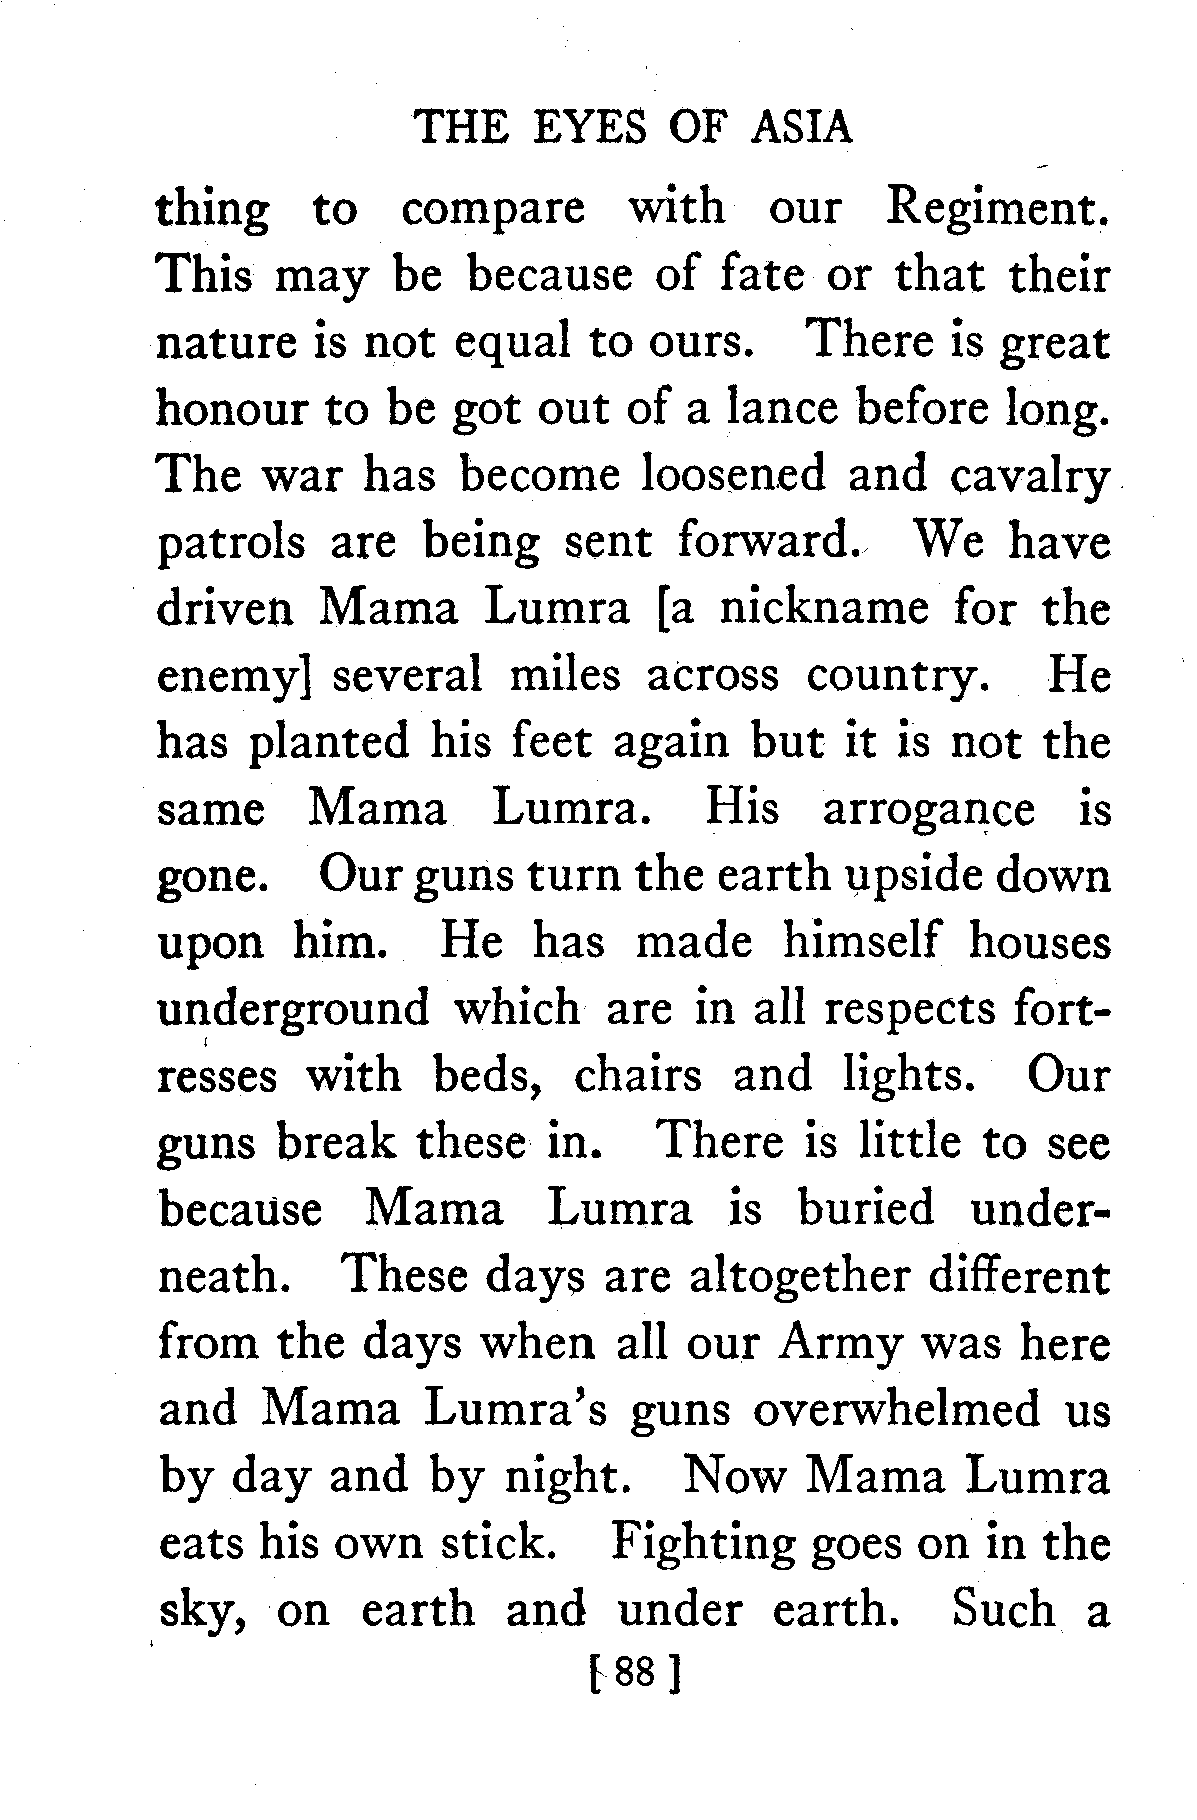 THE EYES OF ASIA
thing to compare with our Regiment.
This may be because of fate or that their
nature is not equal to ours. There is great
honour to be got out of a lance before long.
The war has become loosened and cavalry
patrols are being sent forward. We have
driven Mama Lumra [a nickname for the
enemy] several miles across country. He
has planted his feet again but it is not the
same Mama Lumra. His arrogance is
gone. Our guns turn the earth upside down
upon him. He has made himself houses
underground which are in all respects fort-
resses with beds, chairs and lights. Our
guns break these in. There is little to see
because Mama Lumra is buried under-
neath. These days are altogether different
from the days when all our Army was here
and Mama Lumra's guns overwhelmed us
by day and by night. Now Mama Lumra
eats his own stick. Fighting goes on in the
sky, on earth and under earth. Such a
[ 88 ]